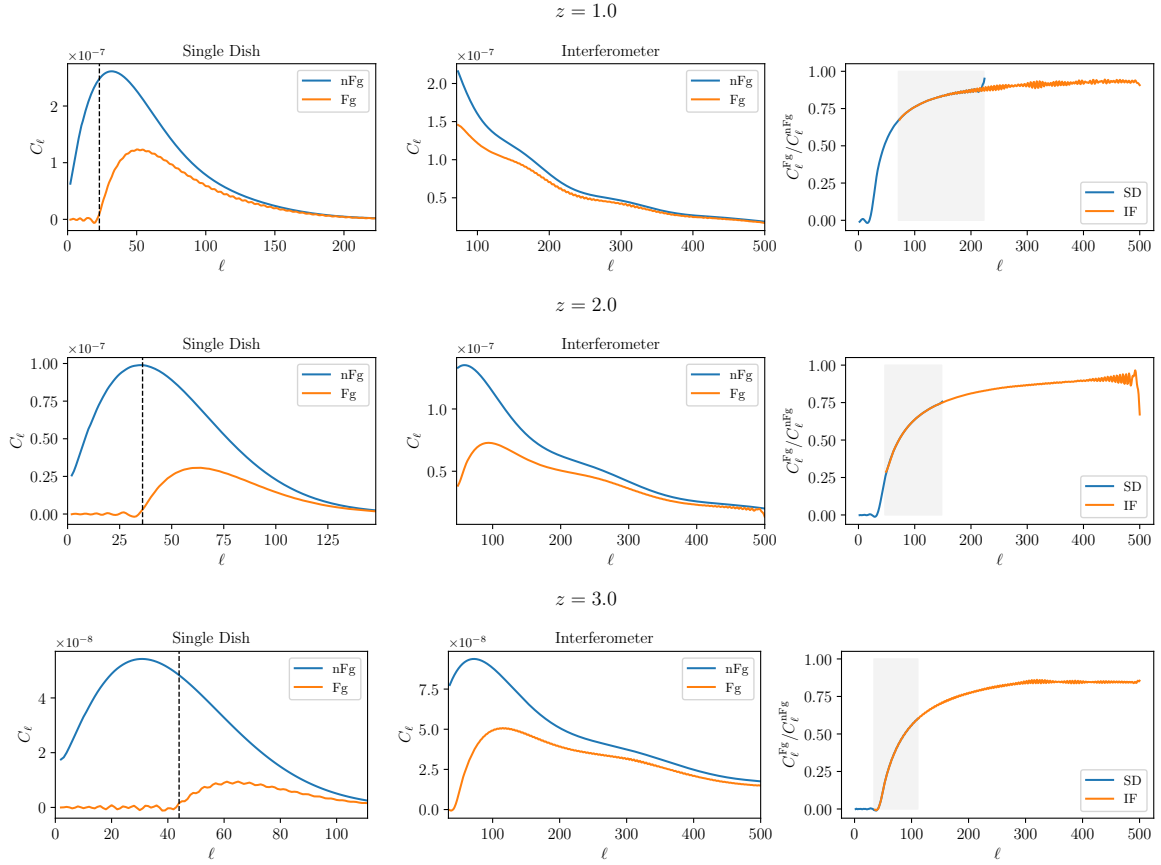 z = 1.0
Single Dish
Interferometer
×10⁻⁷
×10⁻⁷
nFg
Fg
nFg
Fg
SD
IF
C_ℓ
0
1
2
0
50
100
150
200
ℓ
C_ℓ
0.5
1.0
1.5
2.0
100
200
300
400
500
ℓ
C_ℓ^Fg/C_ℓ^nFg
0.00
0.25
0.50
0.75
1.00
0
100
200
300
400
500
ℓ
z = 2.0
Single Dish
Interferometer
×10⁻⁷
×10⁻⁷
nFg
Fg
nFg
Fg
SD
IF
C_ℓ
0.00
0.25
0.50
0.75
1.00
0
25
50
75
100
125
ℓ
C_ℓ
0.5
1.0
100
200
300
400
500
ℓ
C_ℓ^Fg/C_ℓ^nFg
0.00
0.25
0.50
0.75
1.00
0
100
200
300
400
500
ℓ
z = 3.0
Single Dish
Interferometer
×10⁻⁸
×10⁻⁸
nFg
Fg
nFg
Fg
SD
IF
C_ℓ
0
2
4
0
20
40
60
80
100
ℓ
C_ℓ
0.0
2.5
5.0
7.5
100
200
300
400
500
ℓ
C_ℓ^Fg/C_ℓ^nFg
0.00
0.25
0.50
0.75
1.00
0
100
200
300
400
500
ℓ